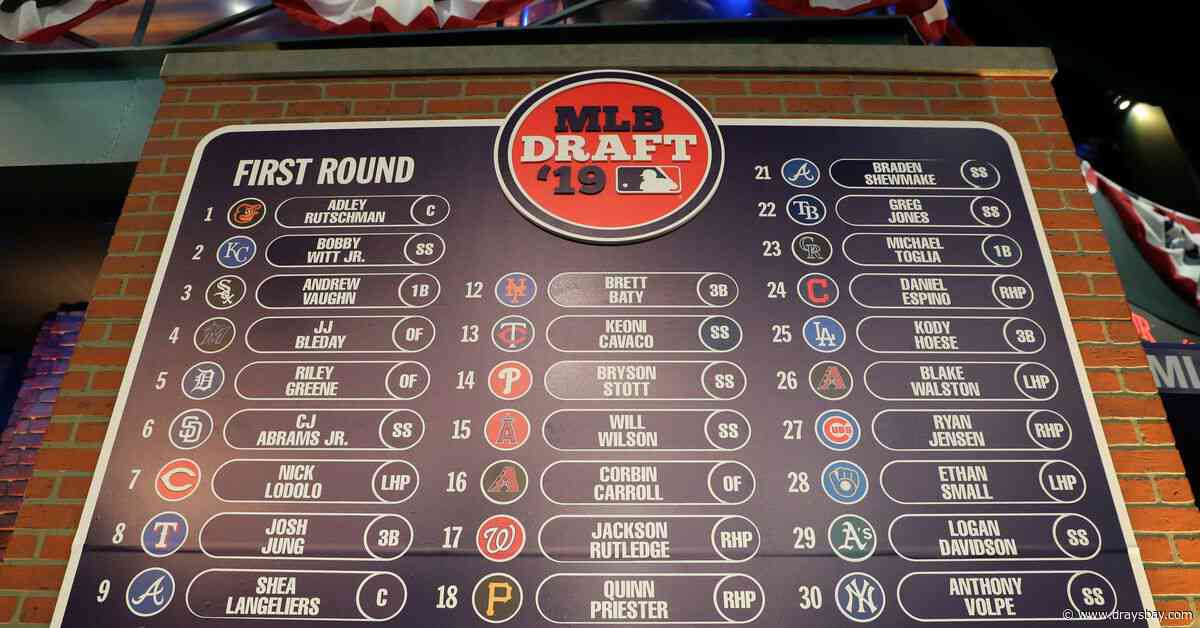 MLB
DRAFT
'19
FIRST ROUND
1 ADLEY RUTSCHMAN C
2 KC BOBBY WITT JR. SS
3 SOX ANDREW VAUGHN 1B
4 M JJ BLEDAY OF
5 D RILEY GREENE OF
6 SD CJ ABRAMS JR. SS
7 C NICK LODOLO LHP
8 T JOSH JUNG 3B
9 A SHEA LANGELIERS C
12 NY BRETT BATY 3B
13 TC KEONI CAVACO SS
14 P BRYSON STOTT SS
15 A WILL WILSON SS
16 A CORBIN CARROLL OF
17 W JACKSON RUTLEDGE RHP
18 P QUINN PRIESTER RHP
21 A BRADEN SHEWMAKE SS
22 TB GREG JONES SS
23 CR MICHAEL TOGLIA 1B
24 C DANIEL ESPINO RHP
25 LA KODY HOESE 3B
26 A BLAKE WALSTON LHP
27 CUBS RYAN JENSEN RHP
28 ETHAN SMALL LHP
29 A's LOGAN DAVIDSON SS
30 NY ANTHONY VOLPE SS
© www.draysbay.com